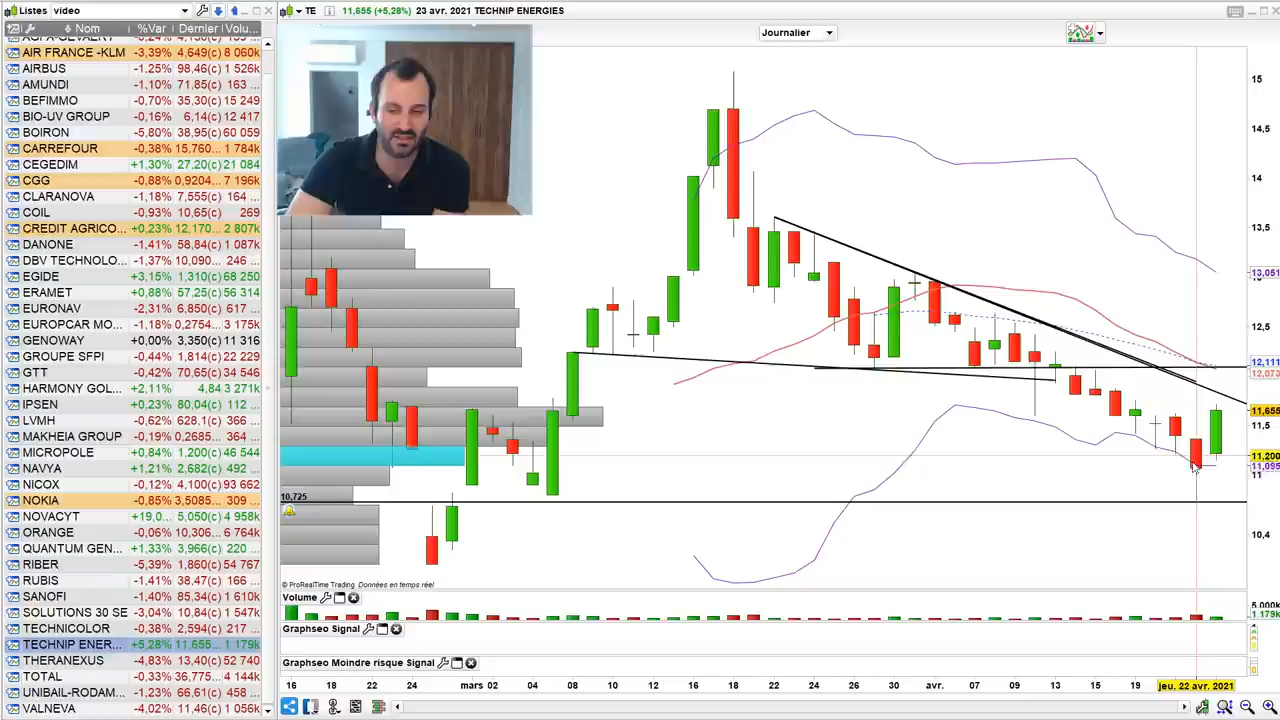 Listes vidéo
TE 11,655 (+5,28%) 23 avr. 2021 TECHNIP ENERGIES
Nom %Var Dernier Volu...
Journalier
AIR FRANCE -KLM -3,39% 4,649(c) 8 060k
AIRBUS -1,25% 98,46(c) 1 526k
AMUNDI -1,10% 71,85(c) 163 ...
BEFIMMO -0,70% 35,30(c) 15 249
BIO-UV GROUP -0,16% 6,14(c) 12 417
BOIRON -5,80% 38,95(c) 60 059
CARREFOUR -0,38% 15,760... 1 784k
CEGEDIM +1,30% 27,20(c) 21 084
CGG -0,88% 0,9204... 7 196k
CLARANOVA -1,18% 7,555(c) 164 ...
COIL -0,93% 10,65(c) 269
CREDIT AGRICO... +0,23% 12,170... 2 807k
DANONE -1,41% 58,84(c) 1 087k
DBV TECHNOLO... -1,37% 10,090... 246 ...
EGIDE +3,15% 1,310(c) 68 250
ERAMET +0,88% 57,25(c) 56 314
EURONAV -2,31% 6,850(c) 617 ...
EUROPCAR MO... -1,18% 0,2754... 3 175k
GENOWAY +0,00% 3,350(c) 11 316
GROUPE SFPI -0,44% 1,814(c) 22 229
GTT -0,42% 70,65(c) 34 546
HARMONY GOL... +2,11% 4,84 3 271k
IPSEN +0,23% 80,04(c) 112 ...
LVMH -0,62% 628,1(c) 366 ...
MAKHEIA GROUP -0,19% 0,2685... 364 ...
MICROPOLE +0,84% 1,200(c) 46 544
NAVYA +1,21% 2,682(c) 492 ...
NICOX -0,12% 4,100(c) 93 662
NOKIA -0,85% 3,5085... 309 ...
NOVACYT +19,0... 5,050(c) 4 958k
ORANGE -0,06% 10,306... 6 764k
QUANTUM GEN... +1,33% 3,966(c) 220 ...
RIBER -5,39% 1,860(c) 54 767
RUBIS -1,41% 38,47(c) 166 ...
SANOFI -1,40% 85,34(c) 1 610k
SOLUTIONS 30 SE -3,04% 10,84(c) 1 547k
TECHNICOLOR -0,38% 2,594(c) 217 ...
TECHNIP ENER... +5,28% 11,655(c) 1 179k
THERANEXUS -4,83% 13,40(c) 52 740
TOTAL -0,03% 36,775... 4 144k
UNIBAIL-RODAM... -1,23% 66,61(c) 458 ...
VALNEVA -4,02% 11,46(c) 1 056k
15
14,5
14
13,5
13,051
12,5
12,111
12,073
11,655
11,5
11,200
11,095
11
10,4
10,725
© ProRealTime Trading Données en temps réel
Volume
5 000k
1 179k
Graphseo Signal
Graphseo Moindre risque Signal
16 18 22 24 mars 02 04 08 10 12 16 18 22 24 26 30 avr. 07 09 13 15 19 jeu. 22 avr. 2021